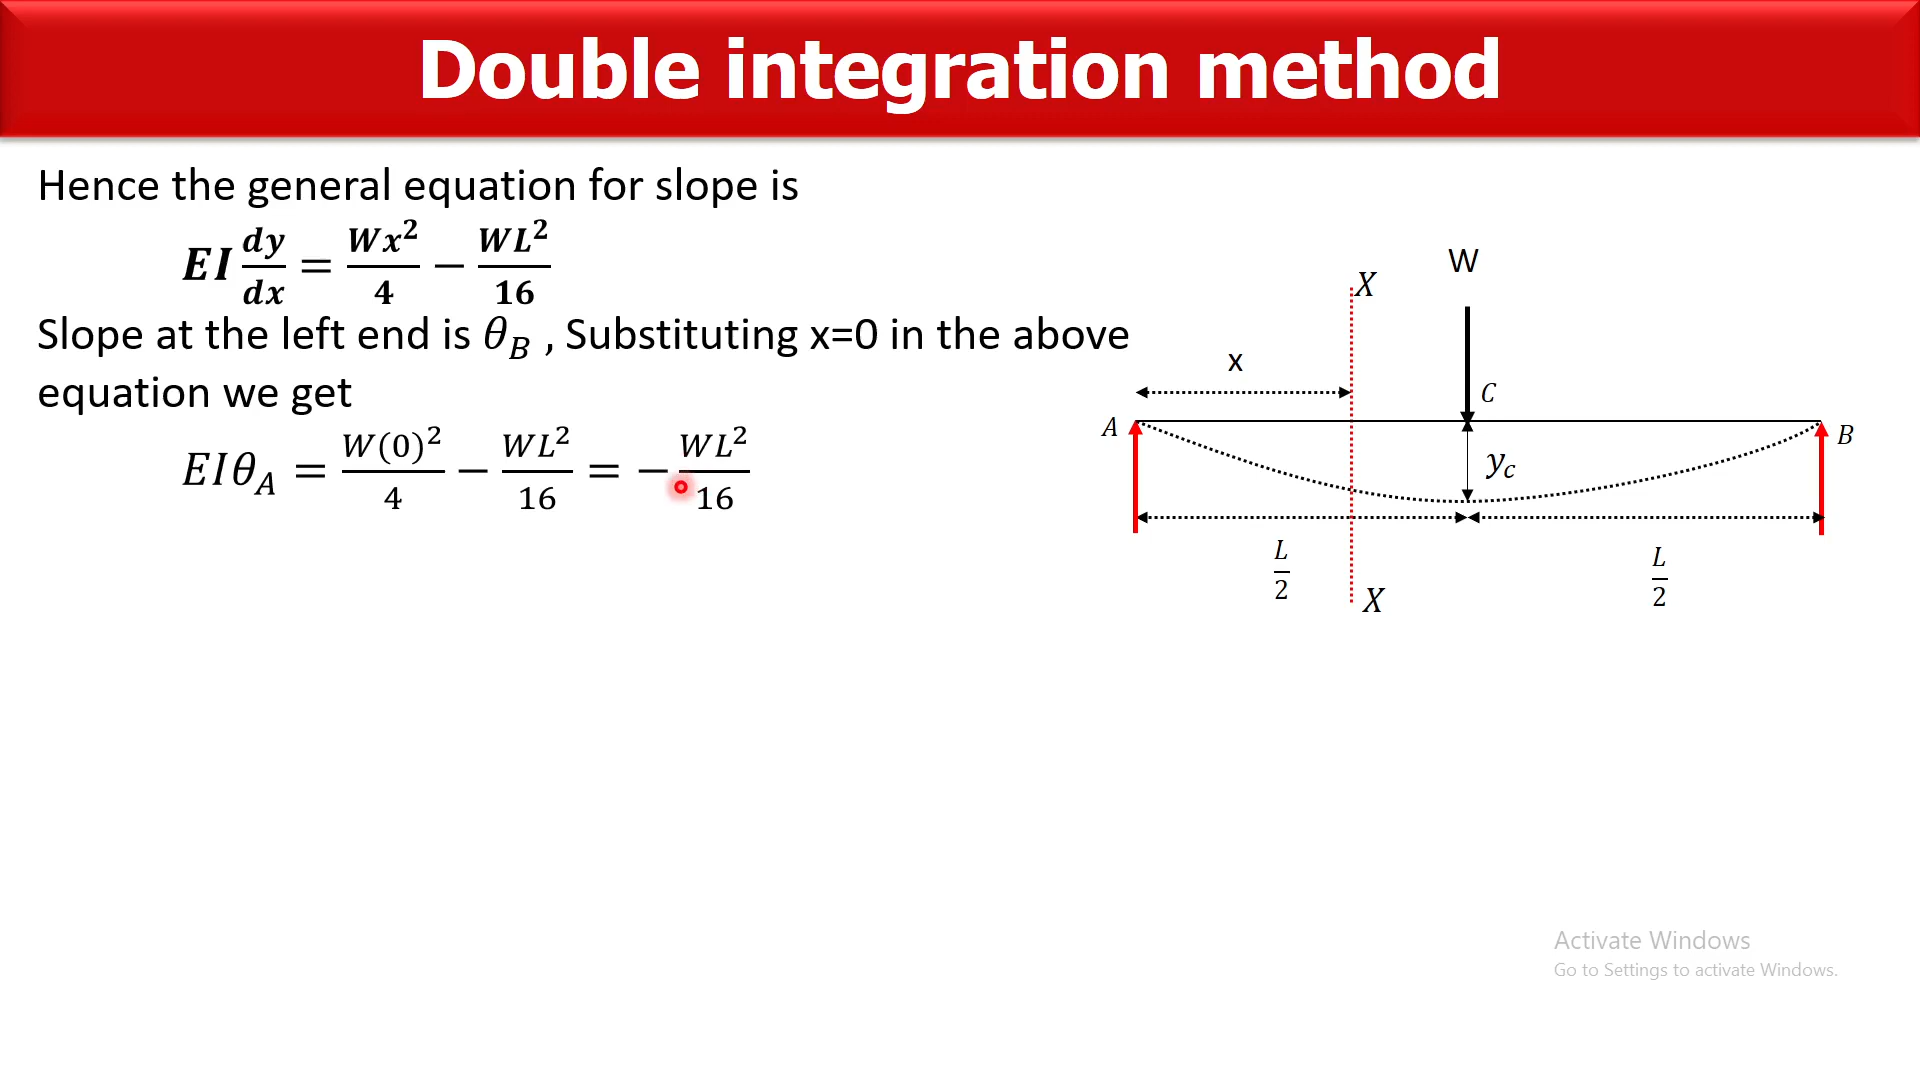 Double integration method
Hence the general equation for slope is
EI dy/dx = Wx²/4 − WL²/16
Slope at the left end is θ_B , Substituting x=0 in the above
equation we get
EIθ_A = W(0)²/4 − WL²/16 = − WL²/16
W
X
x
C
A
B
y_C
L/2
L/2
X
Activate Windows
Go to Settings to activate Windows.